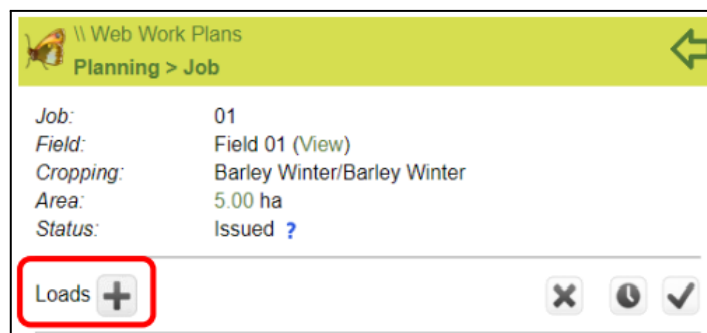 \\ Web Work Plans
Planning > Job
Job: 01
Field: Field 01 (View)
Cropping: Barley Winter/Barley Winter
Area: 5.00 ha
Status: Issued ?
Loads